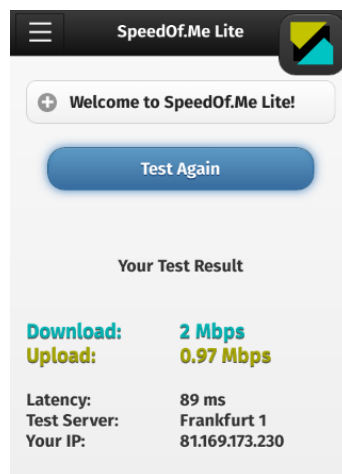 SpeedOf.Me Lite
Welcome to SpeedOf.Me Lite!
Test Again
Your Test Result
Download: 2 Mbps
Upload: 0.97 Mbps
Latency: 89 ms
Test Server: Frankfurt 1
Your IP: 81.169.173.230